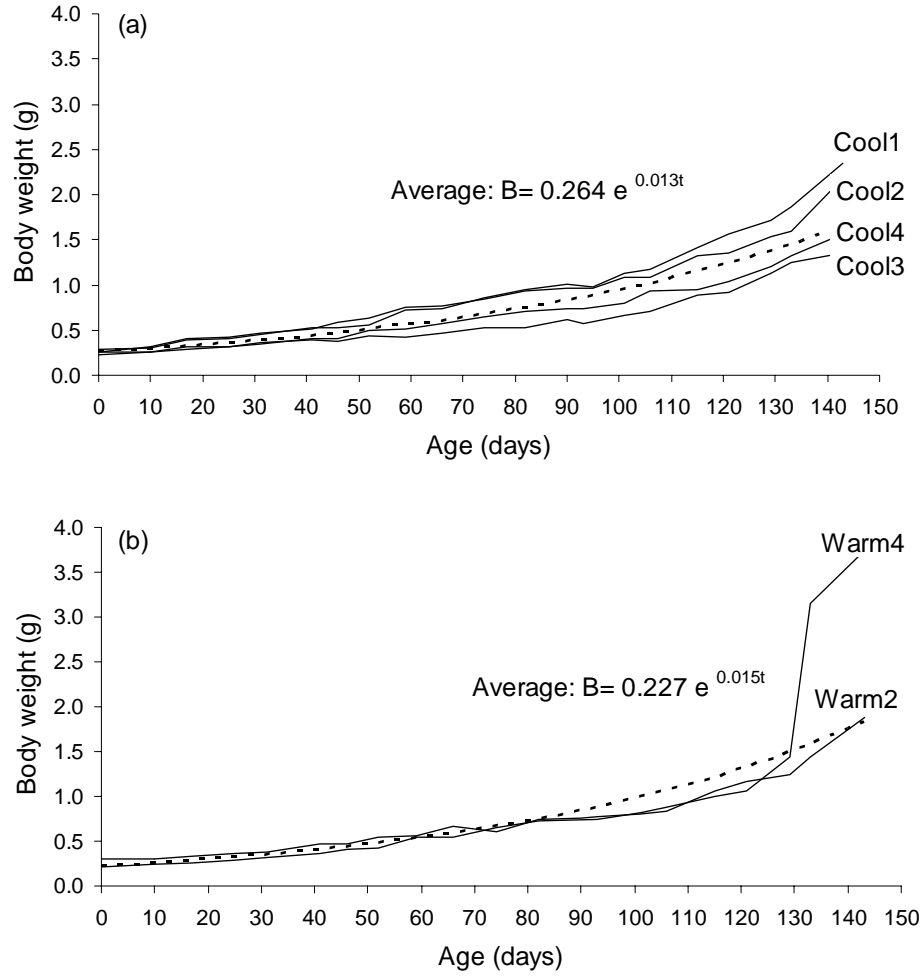 (a)
4.0
3.5
3.0
2.5
2.0
1.5
1.0
0.5
0.0
Body weight (g)
Average: B= 0.264 e 0.013t
Cool1
Cool2
Cool4
Cool3
0 10 20 30 40 50 60 70 80 90 100 110 120 130 140 150
Age (days)
(b)
4.0
3.5
3.0
2.5
2.0
1.5
1.0
0.5
0.0
Body weight (g)
Average: B= 0.227 e 0.015t
Warm4
Warm2
0 10 20 30 40 50 60 70 80 90 100 110 120 130 140 150
Age (days)